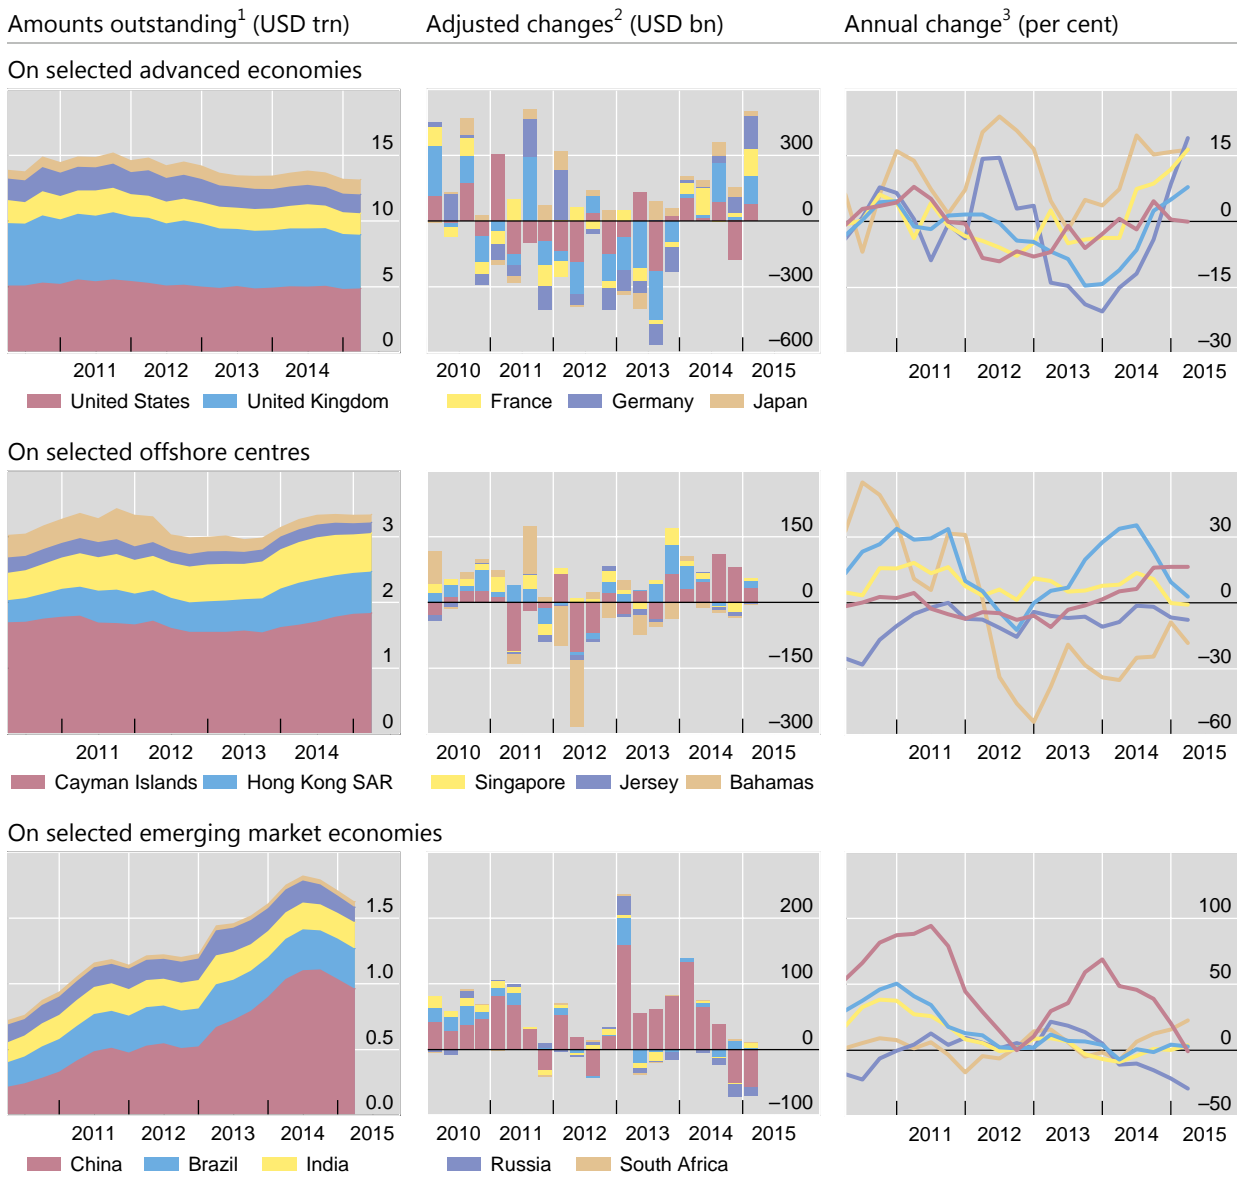 Amounts outstanding1 (USD trn) Adjusted changes2 (USD bn) Annual change3 (per cent)
On selected advanced economies
15 300 15
10 0 0
5 –300 –15
0 –600 –30
2011 2012 2013 2014 2010 2011 2012 2013 2014 2015 2011 2012 2013 2014 2015
United States United Kingdom France Germany Japan
On selected offshore centres
3 150 30
2 0 0
1 –150 –30
0 –300 –60
2011 2012 2013 2014 2010 2011 2012 2013 2014 2015 2011 2012 2013 2014 2015
Cayman Islands Hong Kong SAR Singapore Jersey Bahamas
On selected emerging market economies
1.5 200 100
1.0 100 50
0.5 0 0
0.0 –100 –50
2011 2012 2013 2014 2015 2010 2011 2012 2013 2014 2015 2011 2012 2013 2014 2015
China Brazil India Russia South Africa